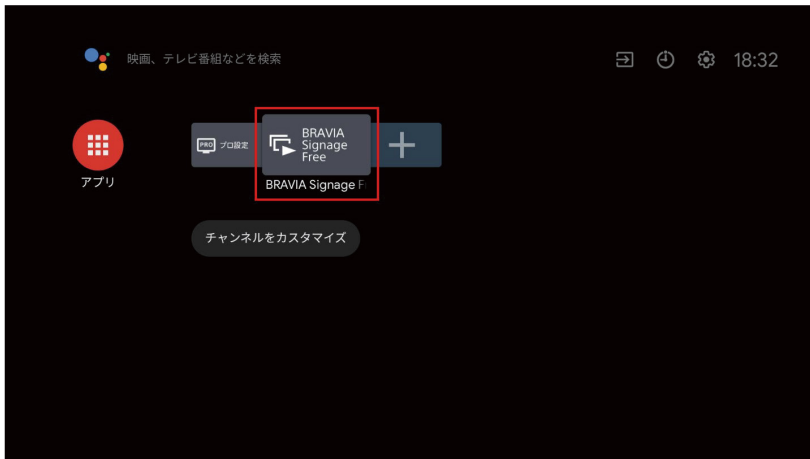 映画、テレビ番組などを検索
18:32
アプリ
PRO プロ設定
BRAVIA
Signage
Free
BRAVIA Signage F
チャンネルをカスタマイズ